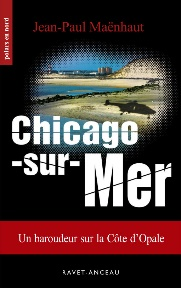 Jean-Paul Maënhaut
polars en nord
Chicago
-sur-
Mer
Un baroudeur sur la Côte d'Opale
RAVET-ANCEAU